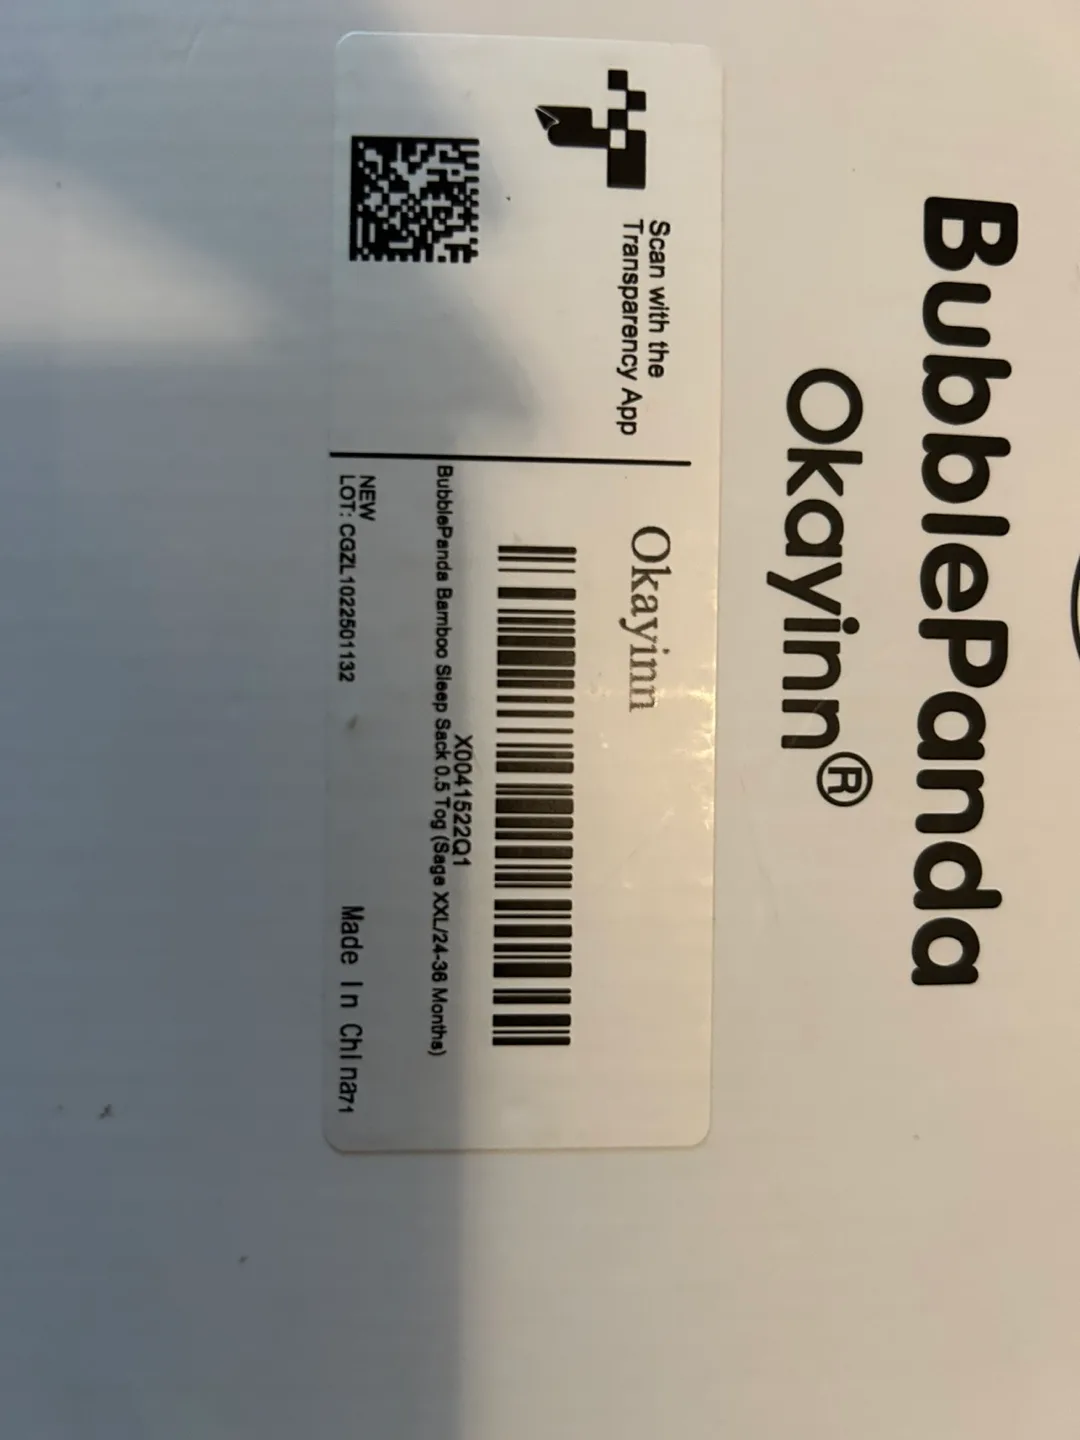 BubblePanda
Okayinn®
Scan with the
Transparency App
Okayinn
X0041522Q1
BubblePanda Bamboo Sleep Sack 0.5 Tog (Sage XXL/24-36 Months)
NEW
LOT: CGZL1022501132
Made In China71